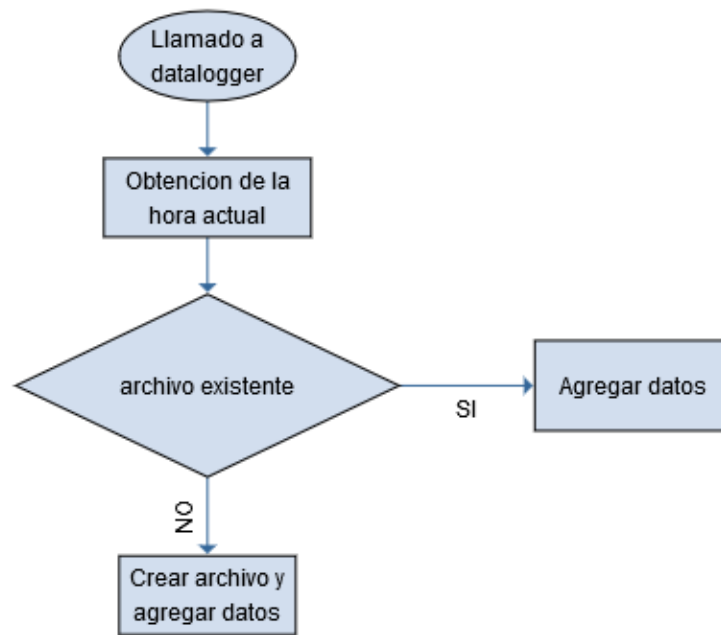 Llamado a
datalogger
Obtencion de la
hora actual
archivo existente
SI
Agregar datos
NO
Crear archivo y
agregar datos